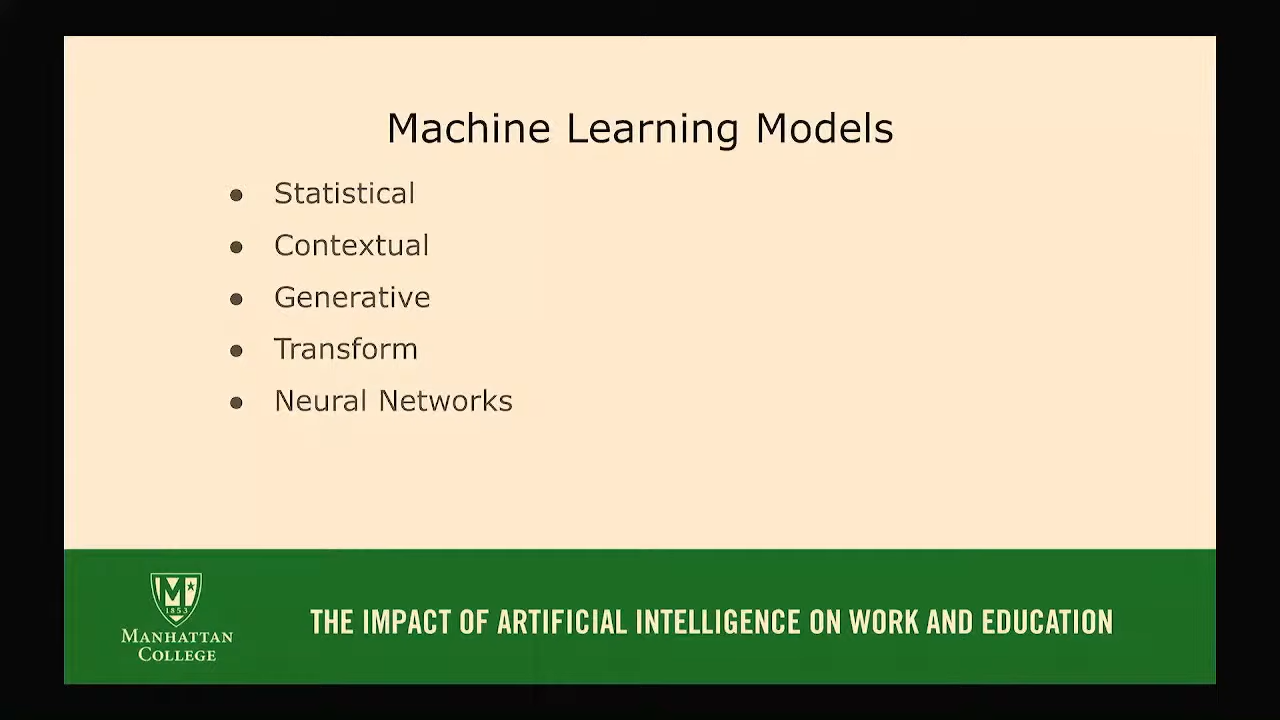 Machine Learning Models
● Statistical
● Contextual
● Generative
● Transform
● Neural Networks
M
1853
MANHATTAN
COLLEGE
THE IMPACT OF ARTIFICIAL INTELLIGENCE ON WORK AND EDUCATION